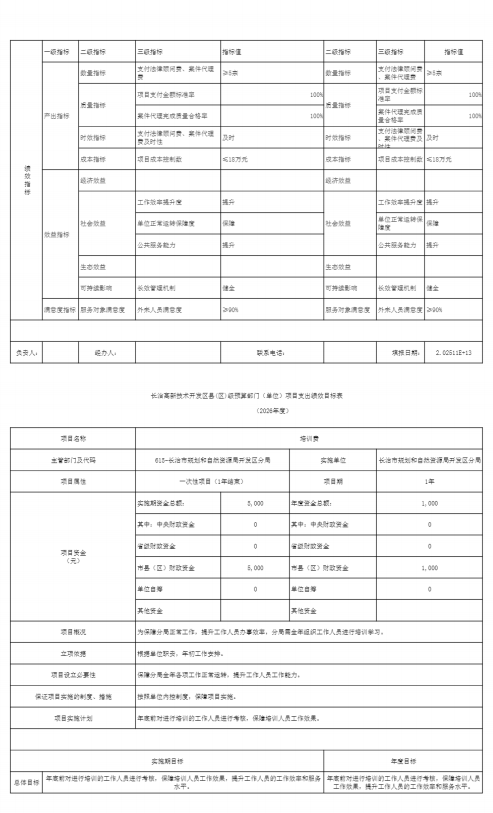 一级指标 二级指标 三级指标 指标值 二级指标 三级指标 指标值
绩效指标
产出指标 数量指标 支付法律顾问费、案件代理费 ≥8宗 数量指标 支付法律顾问费、案件代理费 ≥8宗
质量指标 项目支付金额标准率 100% 质量指标 项目支付金额标准率 100%
案件代理完成质量合格率 100% 案件代理完成质量合格率 100%
时效指标 支付法律顾问费、案件代理费及时性 及时 时效指标 支付法律顾问费、案件代理费及时性 及时
成本指标 项目成本控制数 ≤18万元 成本指标 项目成本控制数 ≤18万元
效益指标 经济效益 经济效益
社会效益 工作效率提升度 提升 社会效益 工作效率提升度 提升
单位正常运转保障度 保障 单位正常运转保障度 保障
公共服务能力 提升 公共服务能力 提升
生态效益 生态效益
可持续影响 长效管理机制 健全 可持续影响 长效管理机制 健全
满意度指标 服务对象满意度 外来人员满意度 ≥90% 服务对象满意度 外来人员满意度 ≥90%
负责人: 经办人: 联系电话: 填报日期: 2.02511E+13
长治高新技术开发区县(区)级预算部门(单位)项目支出绩效目标表
(2026年度)
项目名称 培训费
主管部门及代码 618-长治市规划和自然资源局开发区分局 实施单位 长治市规划和自然资源局开发区分局
项目属性 一次性项目(1年结束) 项目期 1年
项目资金
(元)
实施期资金总额: 5,000 年度资金总额: 1,000
其中:中央财政资金 0 其中:中央财政资金 0
省级财政资金 0 省级财政资金 0
市县(区)财政资金 5,000 市县(区)财政资金 1,000
单位自筹 0 单位自筹 0
其他资金 其他资金
项目概况 为保障分局正常工作,提升工作人员办事效率,分局需全年组织工作人员进行培训学习。
立项依据 根据单位职责,年初工作安排。
项目设立必要性 保障分局全年各项工作正常运转,提升工作人员工作能力。
保证项目实施的制度、措施 按照单位内控制度,保障项目实施。
项目实施计划 年底前对进行培训的工作人员进行考核,保障培训人员工作效果。
实施期目标 年度目标
总体目标 年底前对进行培训的工作人员进行考核,保障培训人员工作效果,提升工作人员的工作效率和服务水平。 年底前对进行培训的工作人员进行考核,保障培训人员工作效果,提升工作人员的工作效率和服务水平。